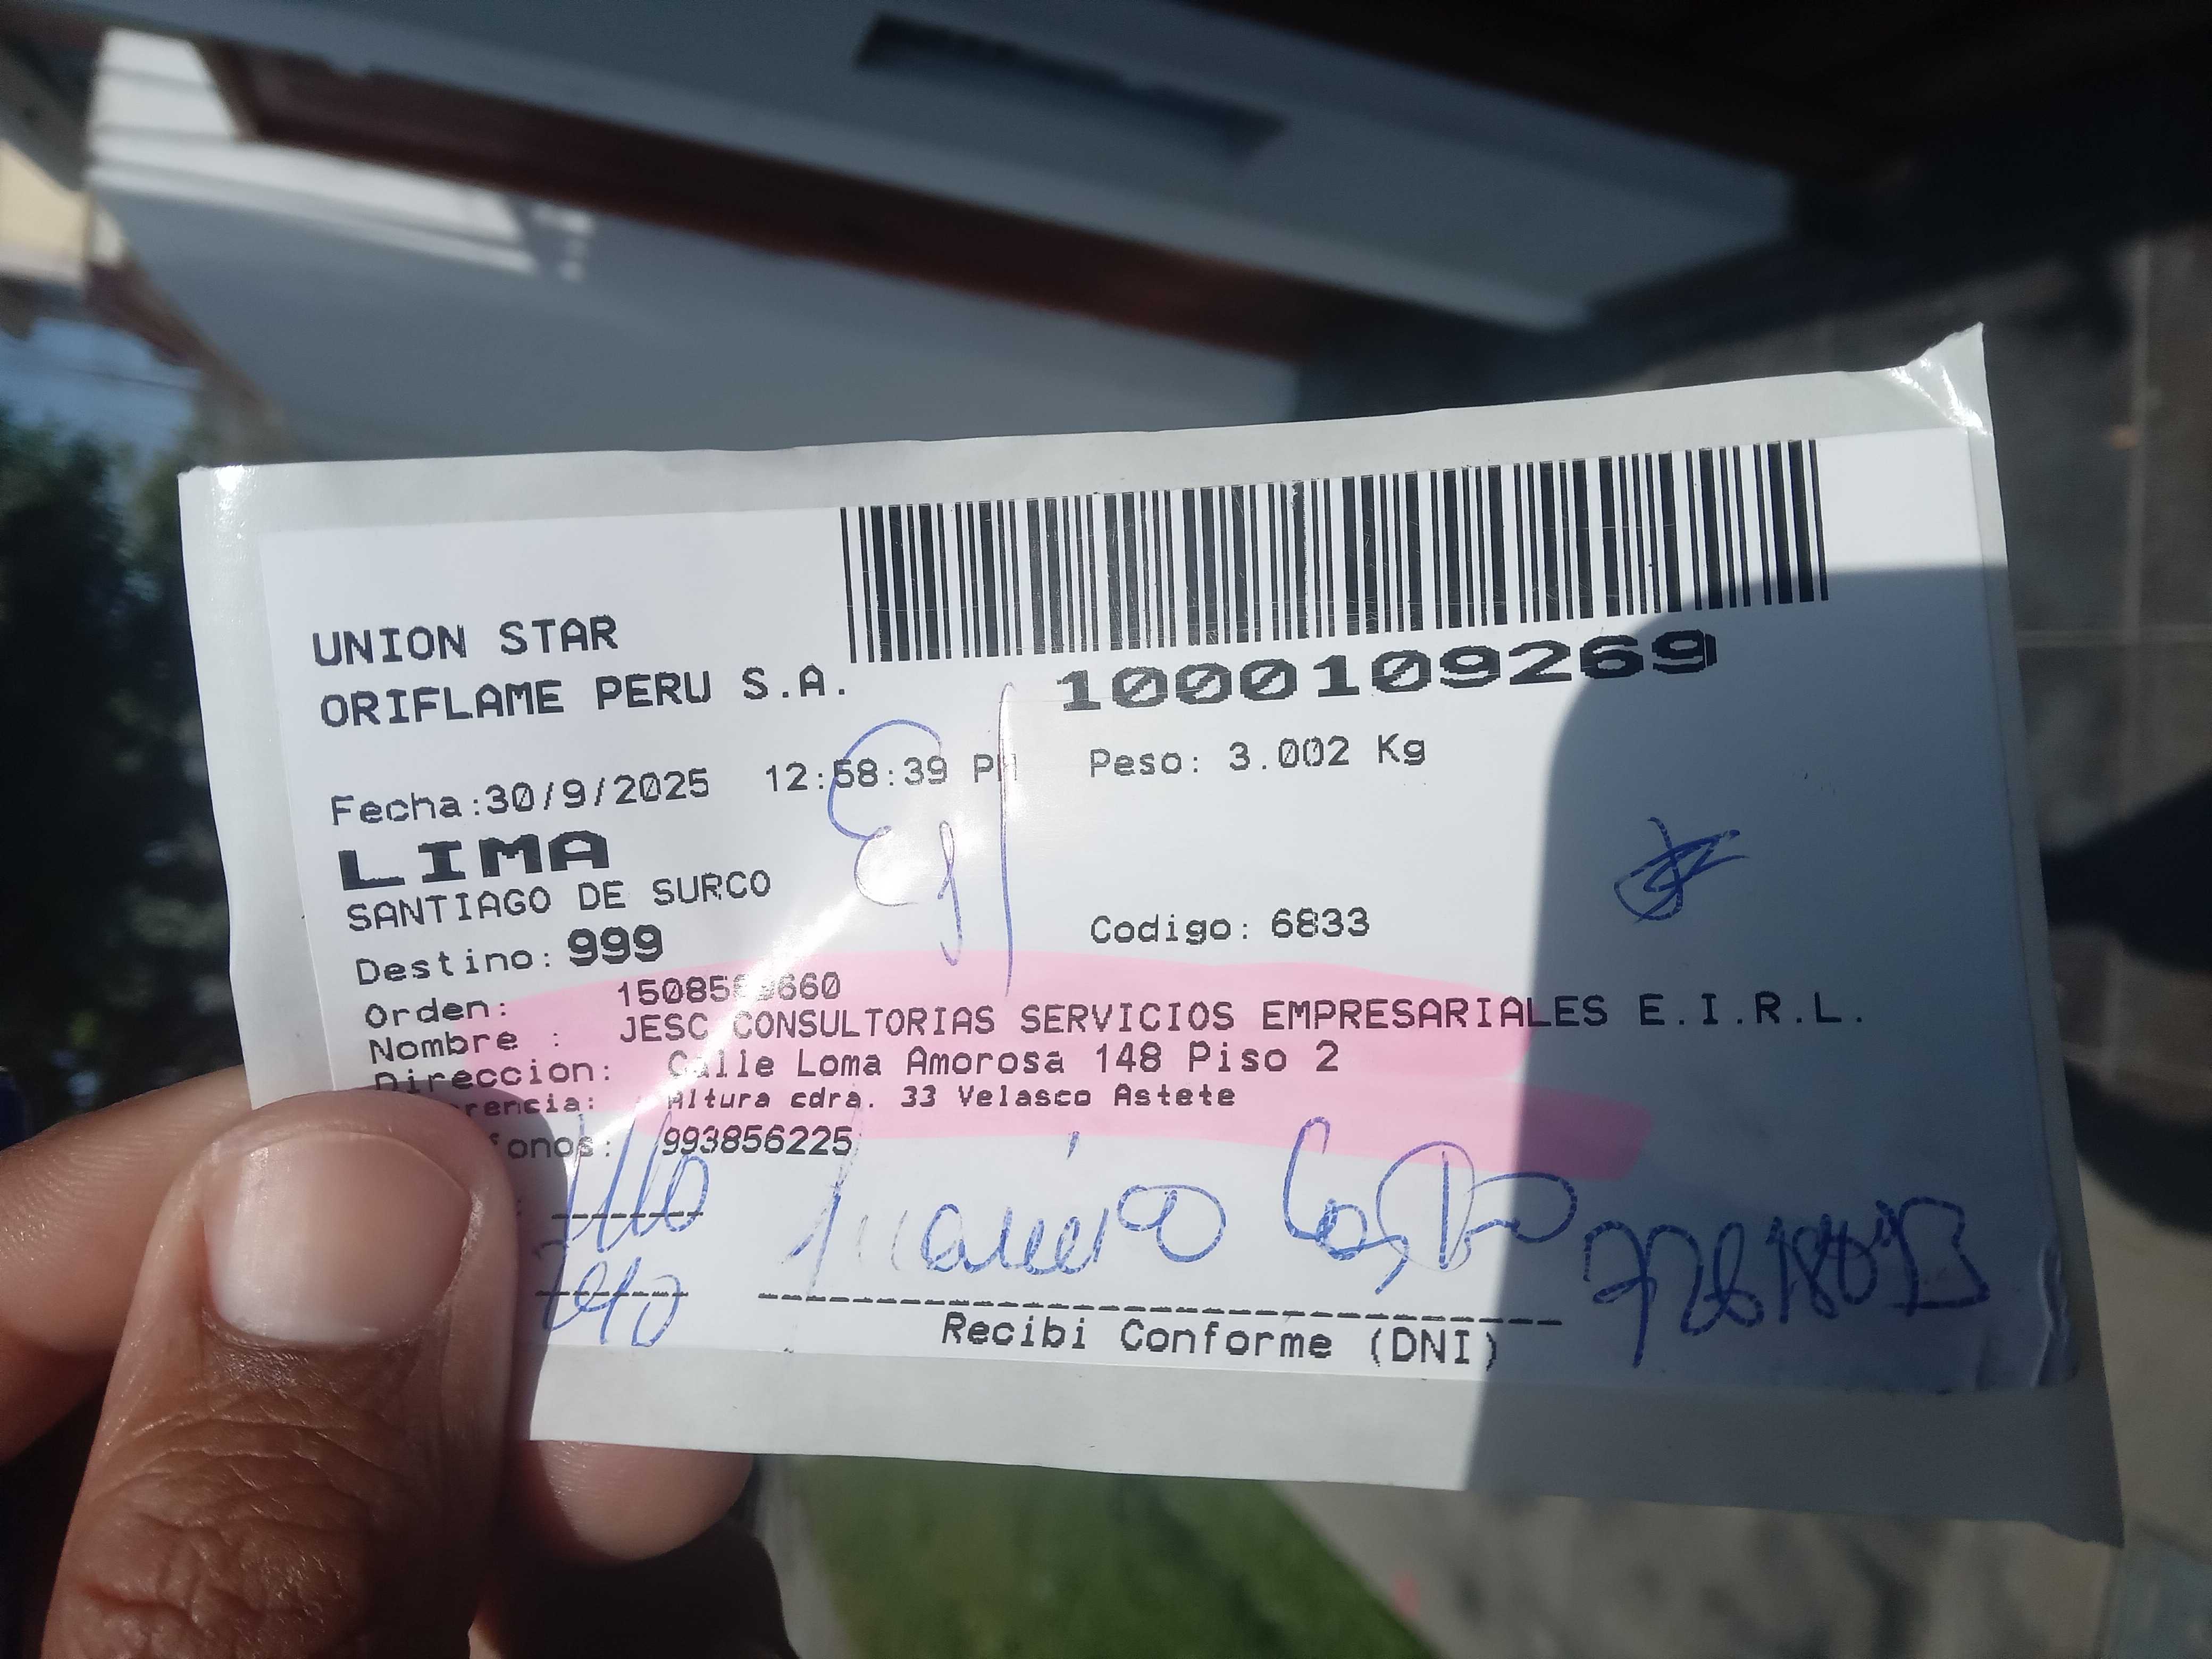 UNION STAR
ORIFLAME PERU S.A.
1000109269
Fecha:30/9/2025 12:58:39 PM Peso: 3.002 Kg
LIMA
SANTIAGO DE SURCO
Destino: 999 Codigo: 6833
Orden:
Nombre : JESC CONSULTORIAS SERVICIOS EMPRESARIALES E.I.R.L.
Direccion: Calle Loma Amorosa 148 Piso 2
Altura cdra. 33 Velasco Astete
993856225
Castro
Recibi Conforme (DNI)